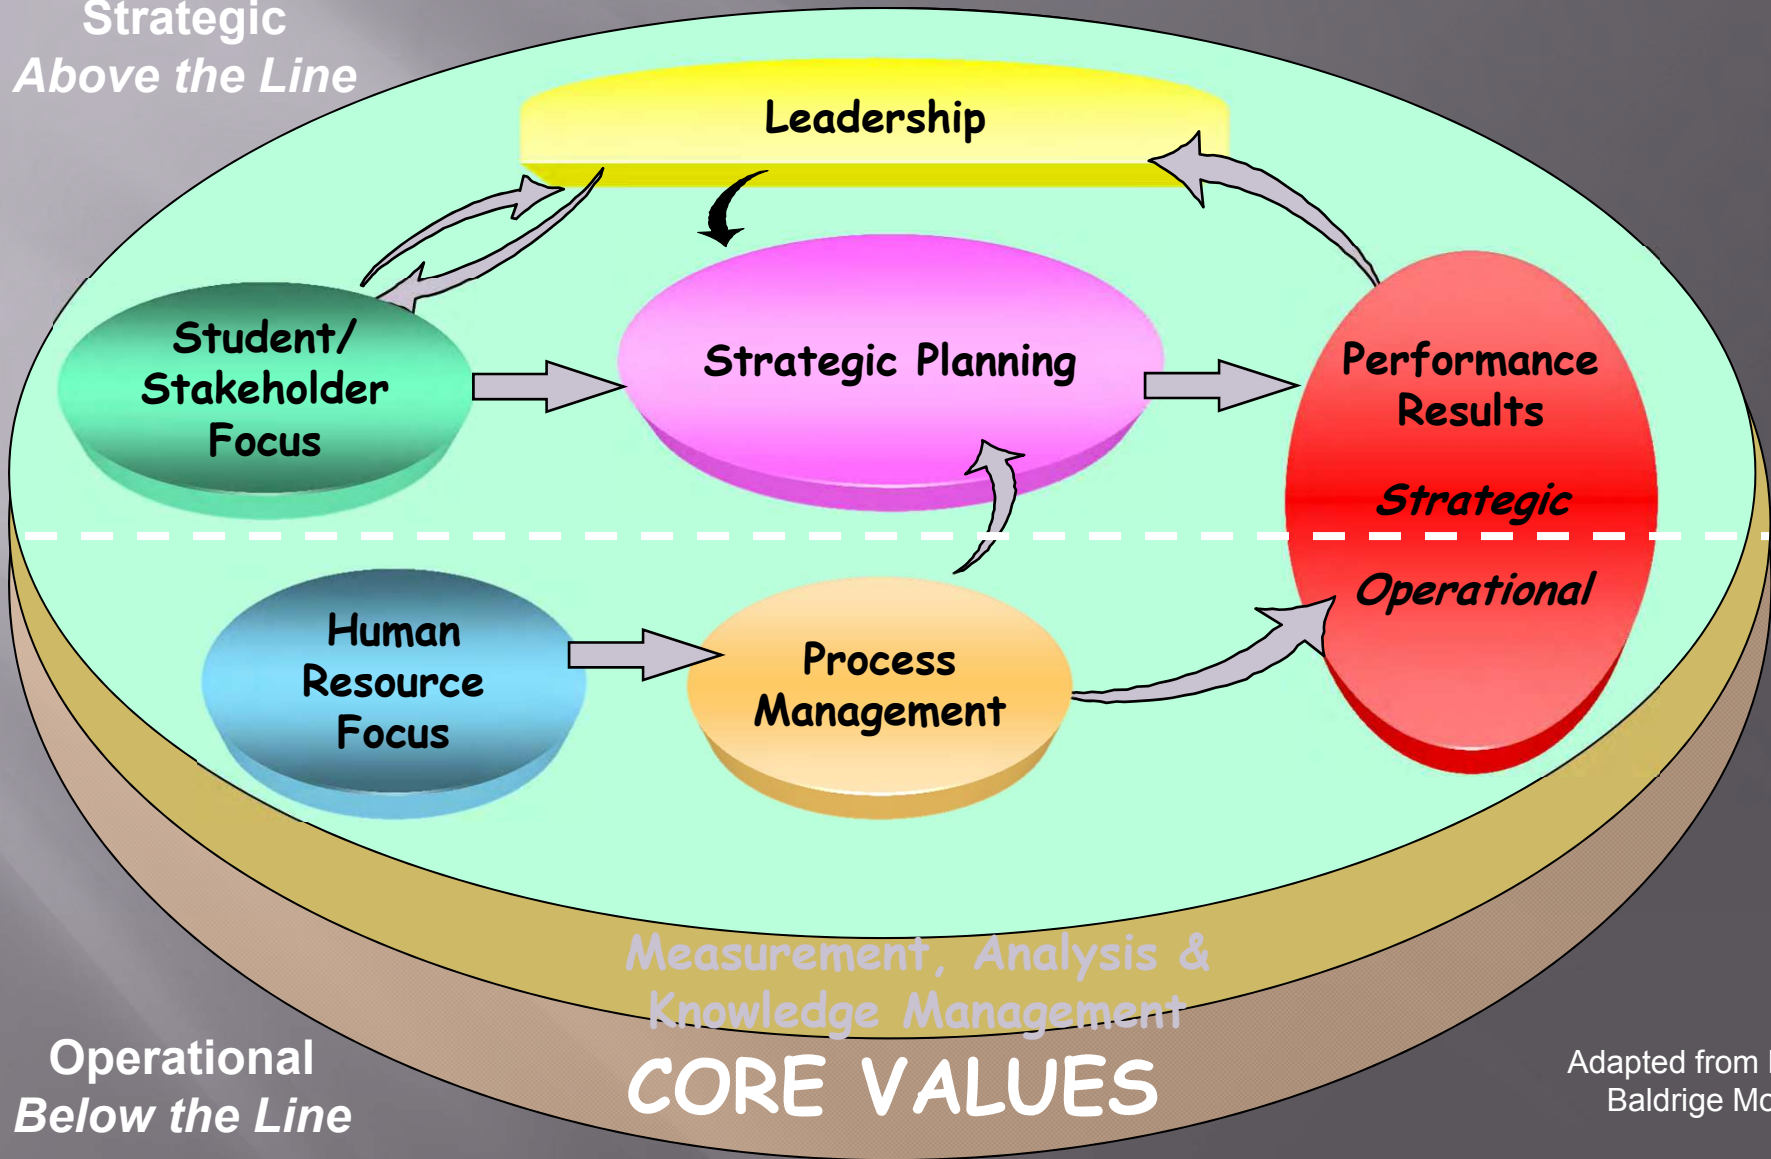 Strategic
Above the Line
Leadership
Student/
Stakeholder
Focus
Strategic Planning
Performance
Results
Strategic
Operational
Human
Resource
Focus
Process
Management
Measurement, Analysis &
Knowledge Management
CORE VALUES
Operational
Below the Line
Adapted from
Baldrige